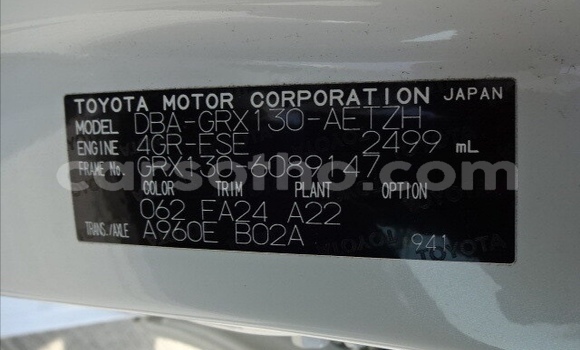 TOYOTA MOTOR CORPORATION JAPAN
MODEL DBA-GRX130-AETZH
ENGINE 4GR-FSE 2499 mL
FRAME No. GRX130-6089147
COLOR TRIM PLANT OPTION
062 FA24 A22
TRANS./AXLE A960E B02A 941